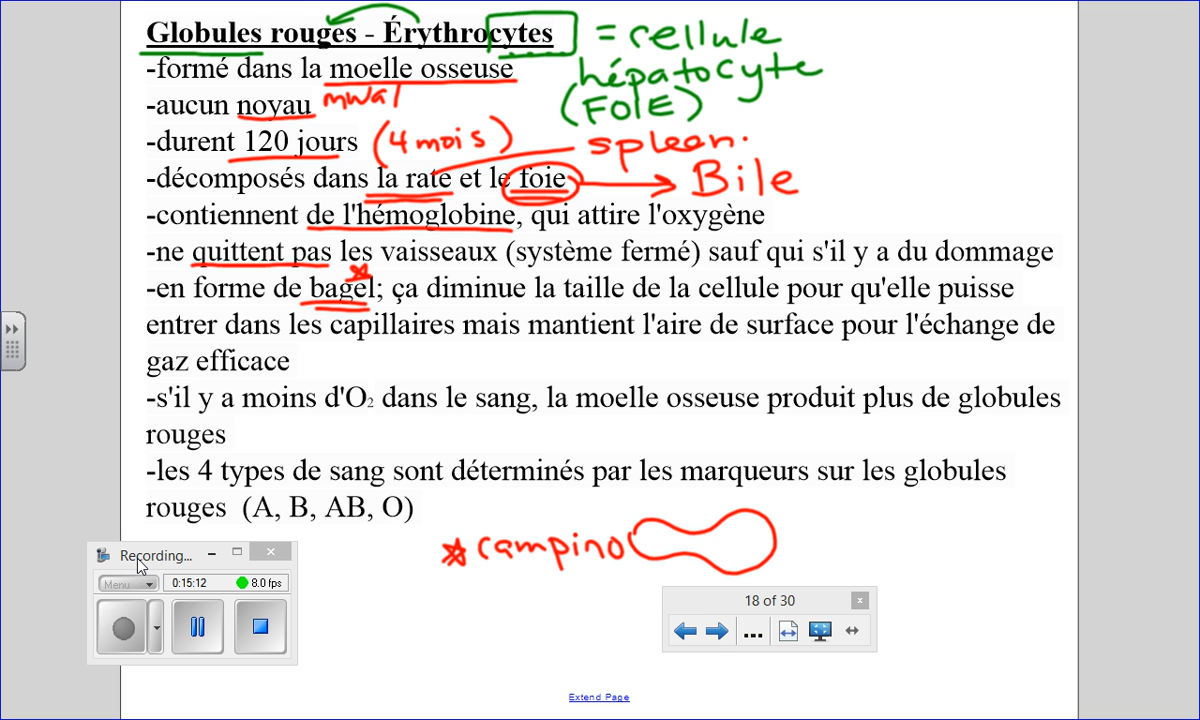 Globules rouges - Érythrocytes = cellule
-formé dans la moelle osseuse hépatocyte
-aucun noyau mwal (FOIE)
-durent 120 jours (4 mois) spleen.
-décomposés dans la rate et le foie Bile
-contiennent de l'hémoglobine, qui attire l'oxygène
-ne quittent pas les vaisseaux (système fermé) sauf qui s'il y a du dommage
-en forme de bagel; ça diminue la taille de la cellule pour qu'elle puisse
entrer dans les capillaires mais mantient l'aire de surface pour l'échange de
gaz efficace
-s'il y a moins d'O₂ dans le sang, la moelle osseuse produit plus de globules
rouges
-les 4 types de sang sont déterminés par les marqueurs sur les globules
rouges (A, B, AB, O)
campino
Recording...
Menu 0:15:12 8.0 fps
18 of 30
...
Extend Page